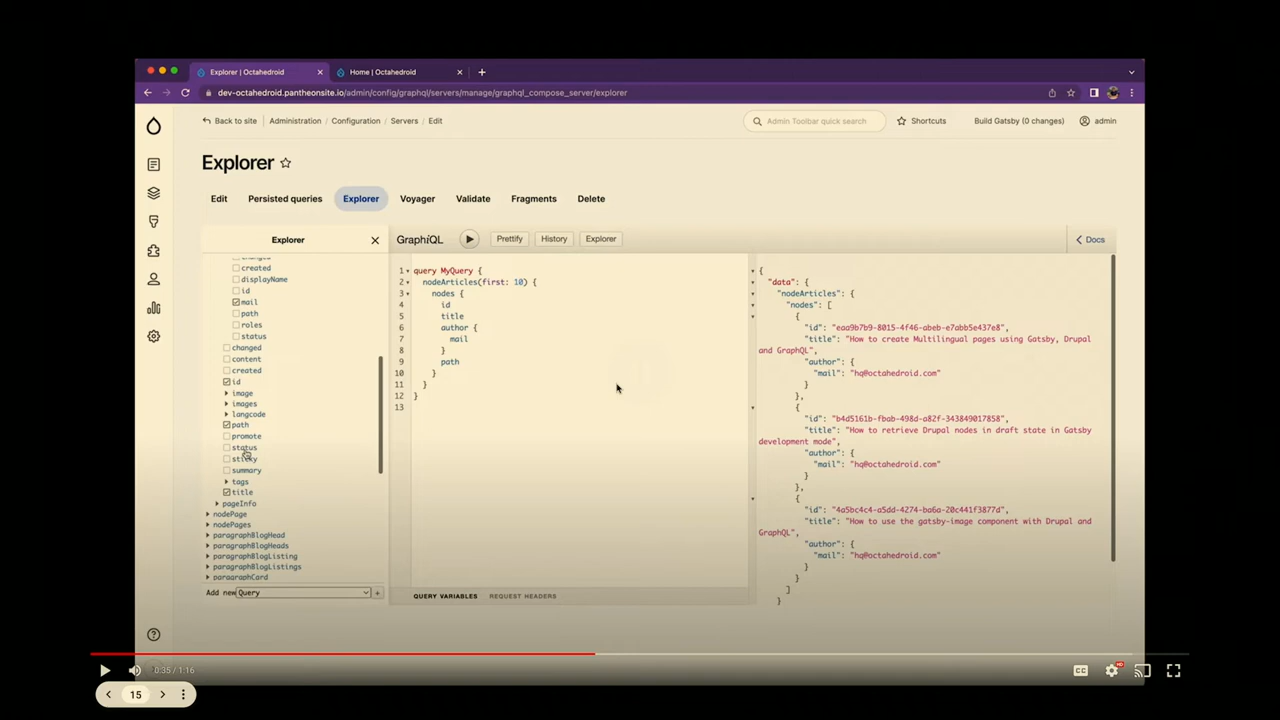 Explorer | Octahedroid
Home | Octahedroid
dev-octahedroid.pantheonsite.io/admin/config/graphql/servers/manage/graphql_compose_server/explorer
Back to site
Administration
Configuration
Servers
Edit
Admin Toolbar quick search
Shortcuts
Build Gatsby (0 changes)
admin
Explorer
Edit
Persisted queries
Explorer
Voyager
Validate
Fragments
Delete
Explorer
changed
created
displayName
id
mail
path
roles
status
changed
content
created
id
image
images
langcode
path
promote
status
sticky
summary
tags
title
pageInfo
nodePage
nodePages
paragraphBlogHead
paragraphBlogHeads
paragraphBlogListing
paragraphBlogListings
paragraphCard
Add new Query
+
GraphiQL
Prettify
History
Explorer
Docs
1 query MyQuery {
2 nodeArticles(first: 10) {
3 nodes {
4 id
5 title
6 author {
7 mail
8 }
9 path
10 }
11 }
12 }
13
QUERY VARIABLES
REQUEST HEADERS
{
"data": {
"nodeArticles": {
"nodes": [
{
"id": "eaa9b7b9-8015-4f46-abeb-e7abb5e437e8",
"title": "How to create Multilingual pages using Gatsby, Drupal
and GraphQL",
"author": {
"mail": "hq@octahedroid.com"
}
},
{
"id": "b4d5161b-fbab-498d-a82f-343849017858",
"title": "How to retrieve Drupal nodes in draft state in Gatsby
development mode",
"author": {
"mail": "hq@octahedroid.com"
}
},
{
"id": "4a5bc4c4-a5dd-4274-ba6a-20c441f3877d",
"title": "How to use the gatsby-image component with Drupal and
GraphQL",
"author": {
"mail": "hq@octahedroid.com"
}
}
]
}
0:35 / 1:16
CC
HD
15